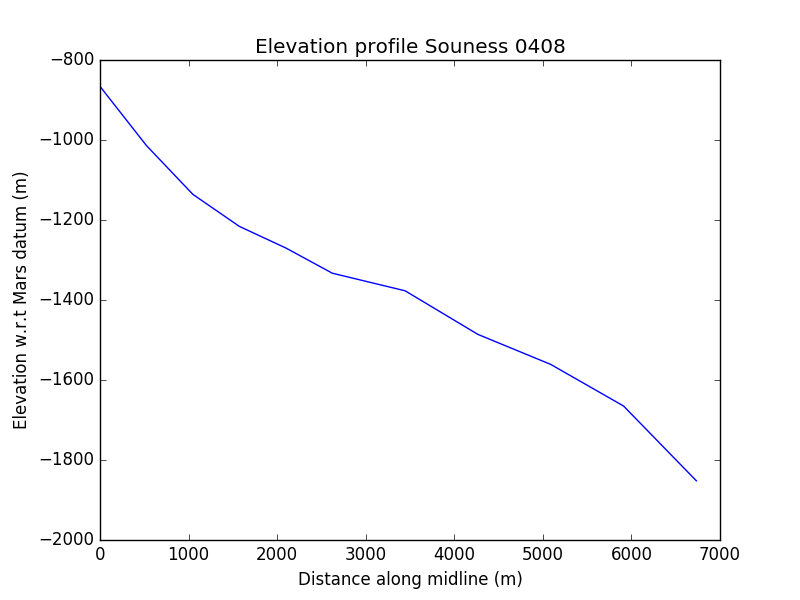 Elevation profile Souness 0408
−800
−1000
−1200
−1400
−1600
−1800
−2000
Elevation w.r.t Mars datum (m)
0 1000 2000 3000 4000 5000 6000 7000
Distance along midline (m)